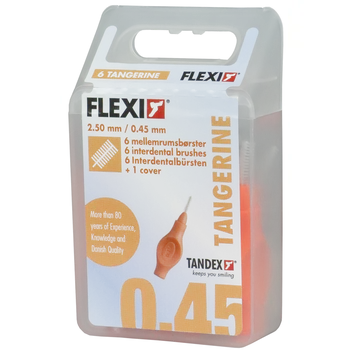 6 TANGERINE
FLEXI®
FLEXI®
2.50 mm / 0.45 mm
6 mellemrumsbørster
6 interdental brushes
6 Interdentalbürsten
+ 1 cover
More than 80
years of Experience,
Knowledge and
Danish Quality
TANGERINE
TANDEX®
keeps you smiling
0.45